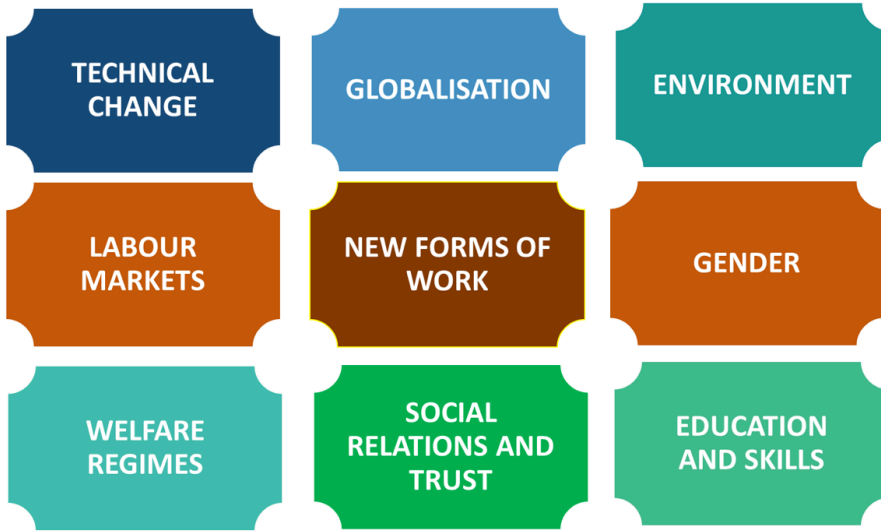 TECHNICAL
CHANGE
GLOBALISATION
ENVIRONMENT
LABOUR
MARKETS
NEW FORMS OF
WORK
GENDER
WELFARE
REGIMES
SOCIAL
RELATIONS AND
TRUST
EDUCATION
AND SKILLS